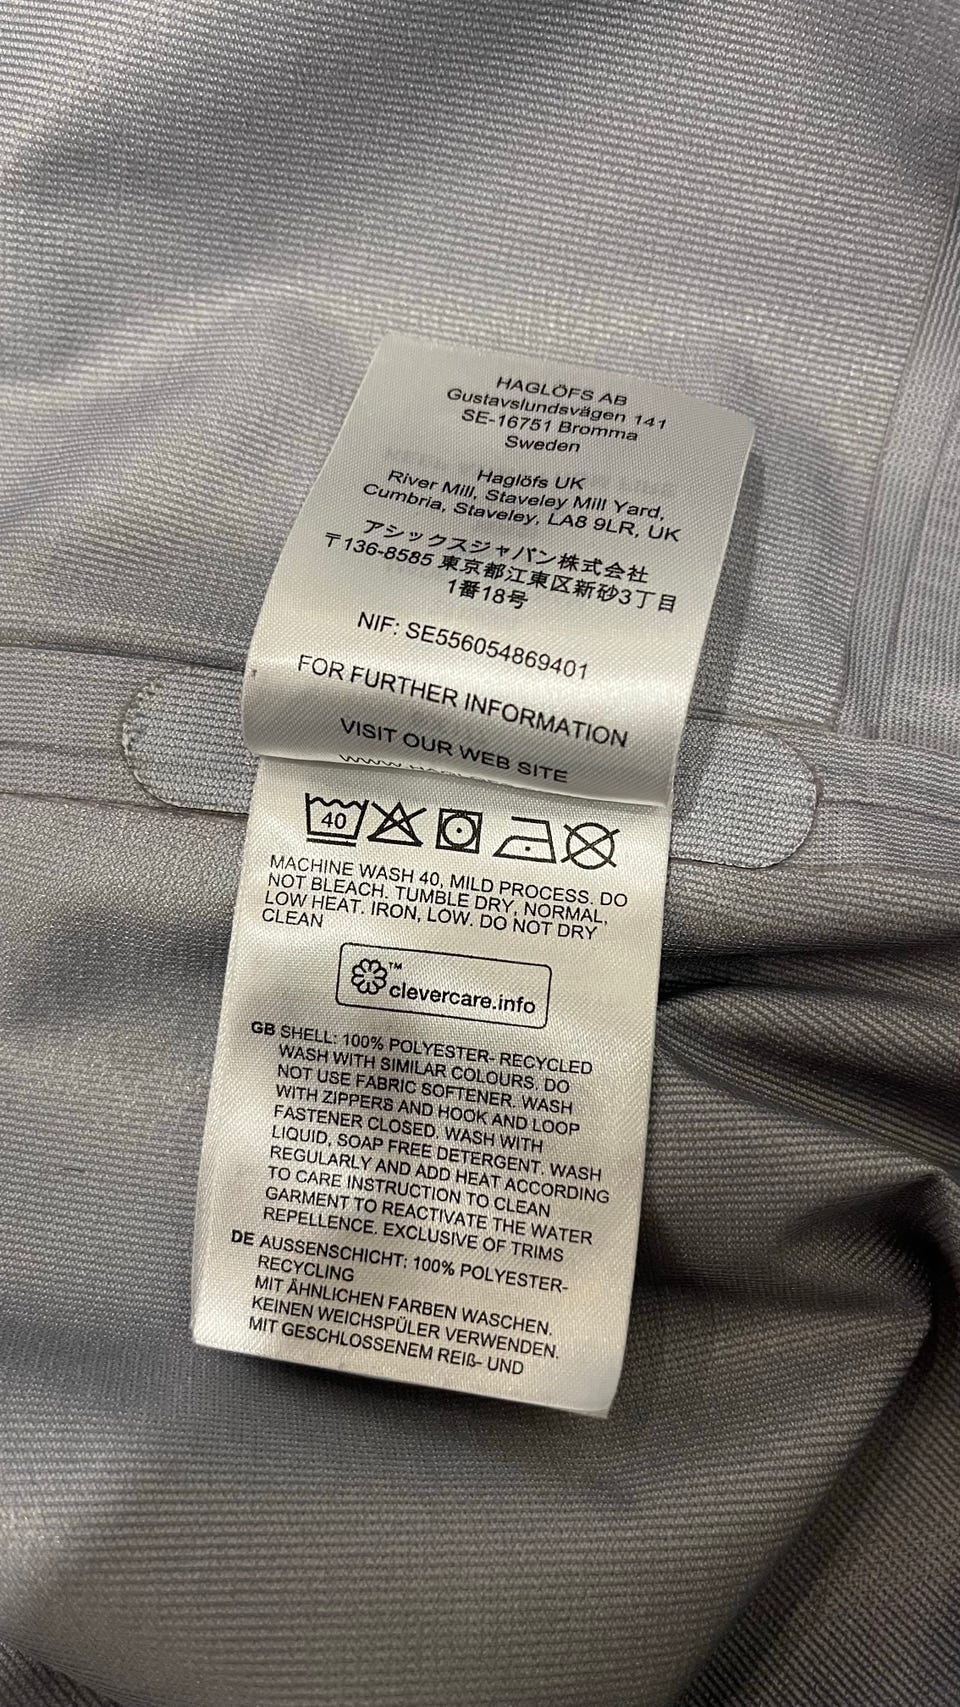 HAGLÖFS AB
Gustavslundsvägen 141
SE-16751 Bromma
Sweden
Haglöfs UK
River Mill, Staveley Mill Yard,
Cumbria, Staveley, LA8 9LR, UK
アシックスジャパン株式会社
〒136-8585 東京都江東区新砂3丁目
1番18号
NIF: SE556054869401
FOR FURTHER INFORMATION
VISIT OUR WEB SITE
40
MACHINE WASH 40, MILD PROCESS. DO
NOT BLEACH. TUMBLE DRY, NORMAL,
LOW HEAT. IRON, LOW. DO NOT DRY
CLEAN
™
clevercare.info
GB SHELL: 100% POLYESTER- RECYCLED
WASH WITH SIMILAR COLOURS. DO
NOT USE FABRIC SOFTENER. WASH
WITH ZIPPERS AND HOOK AND LOOP
FASTENER CLOSED. WASH WITH
LIQUID, SOAP FREE DETERGENT. WASH
REGULARLY AND ADD HEAT ACCORDING
TO CARE INSTRUCTION TO CLEAN
GARMENT TO REACTIVATE THE WATER
REPELLENCE. EXCLUSIVE OF TRIMS
DE AUSSENSCHICHT: 100% POLYESTER-
RECYCLING
MIT ÄHNLICHEN FARBEN WASCHEN.
KEINEN WEICHSPÜLER VERWENDEN.
MIT GESCHLOSSENEM REIß- UND